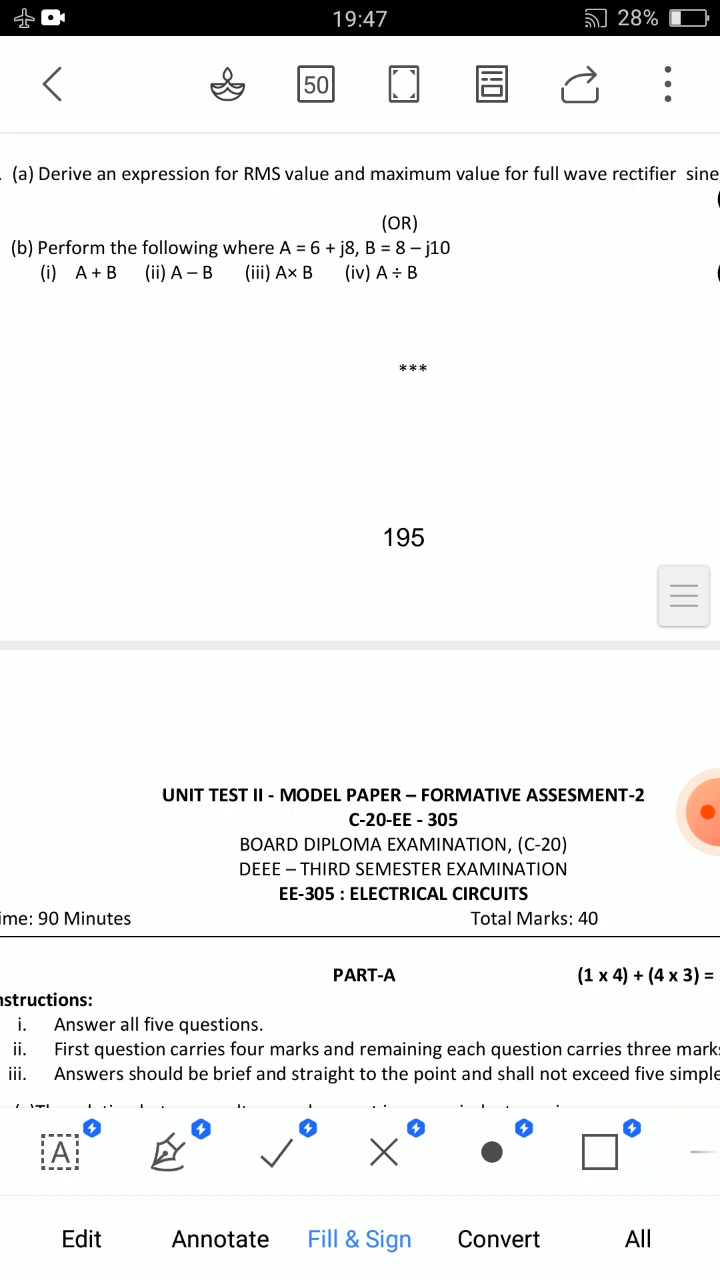 19:47 28%
50
(a) Derive an expression for RMS value and maximum value for full wave rectifier sine
(OR)
(b) Perform the following where A = 6 + j8, B = 8 – j10
(i) A + B (ii) A – B (iii) A× B (iv) A ÷ B
***
195
UNIT TEST II - MODEL PAPER – FORMATIVE ASSESMENT-2
C-20-EE - 305
BOARD DIPLOMA EXAMINATION, (C-20)
DEEE – THIRD SEMESTER EXAMINATION
EE-305 : ELECTRICAL CIRCUITS
ime: 90 Minutes Total Marks: 40
PART-A (1 x 4) + (4 x 3) =
nstructions:
i. Answer all five questions.
ii. First question carries four marks and remaining each question carries three marks
iii. Answers should be brief and straight to the point and shall not exceed five simple
A
Edit Annotate Fill & Sign Convert All